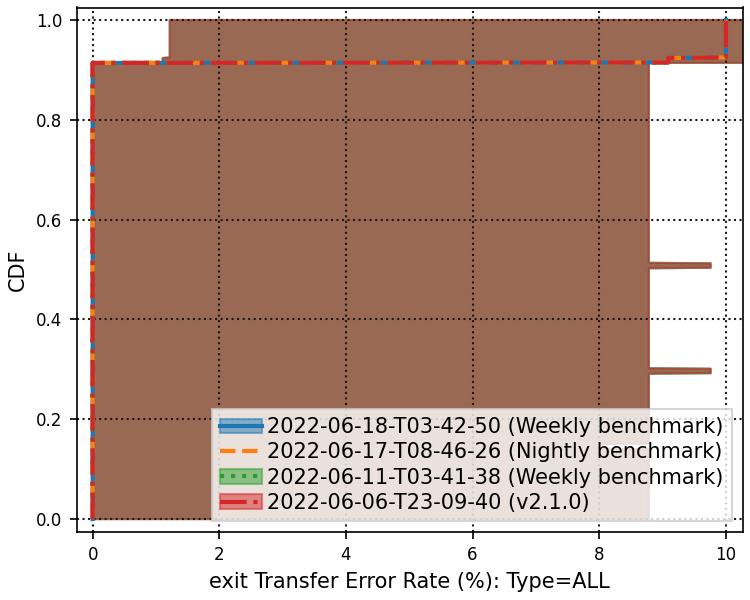 1.0
0.8
0.6
0.4
0.2
0.0
CDF
2022-06-18-T03-42-50 (Weekly benchmark)
2022-06-17-T08-46-26 (Nightly benchmark)
2022-06-11-T03-41-38 (Weekly benchmark)
2022-06-06-T23-09-40 (v2.1.0)
0 2 4 6 8 10
exit Transfer Error Rate (%): Type=ALL